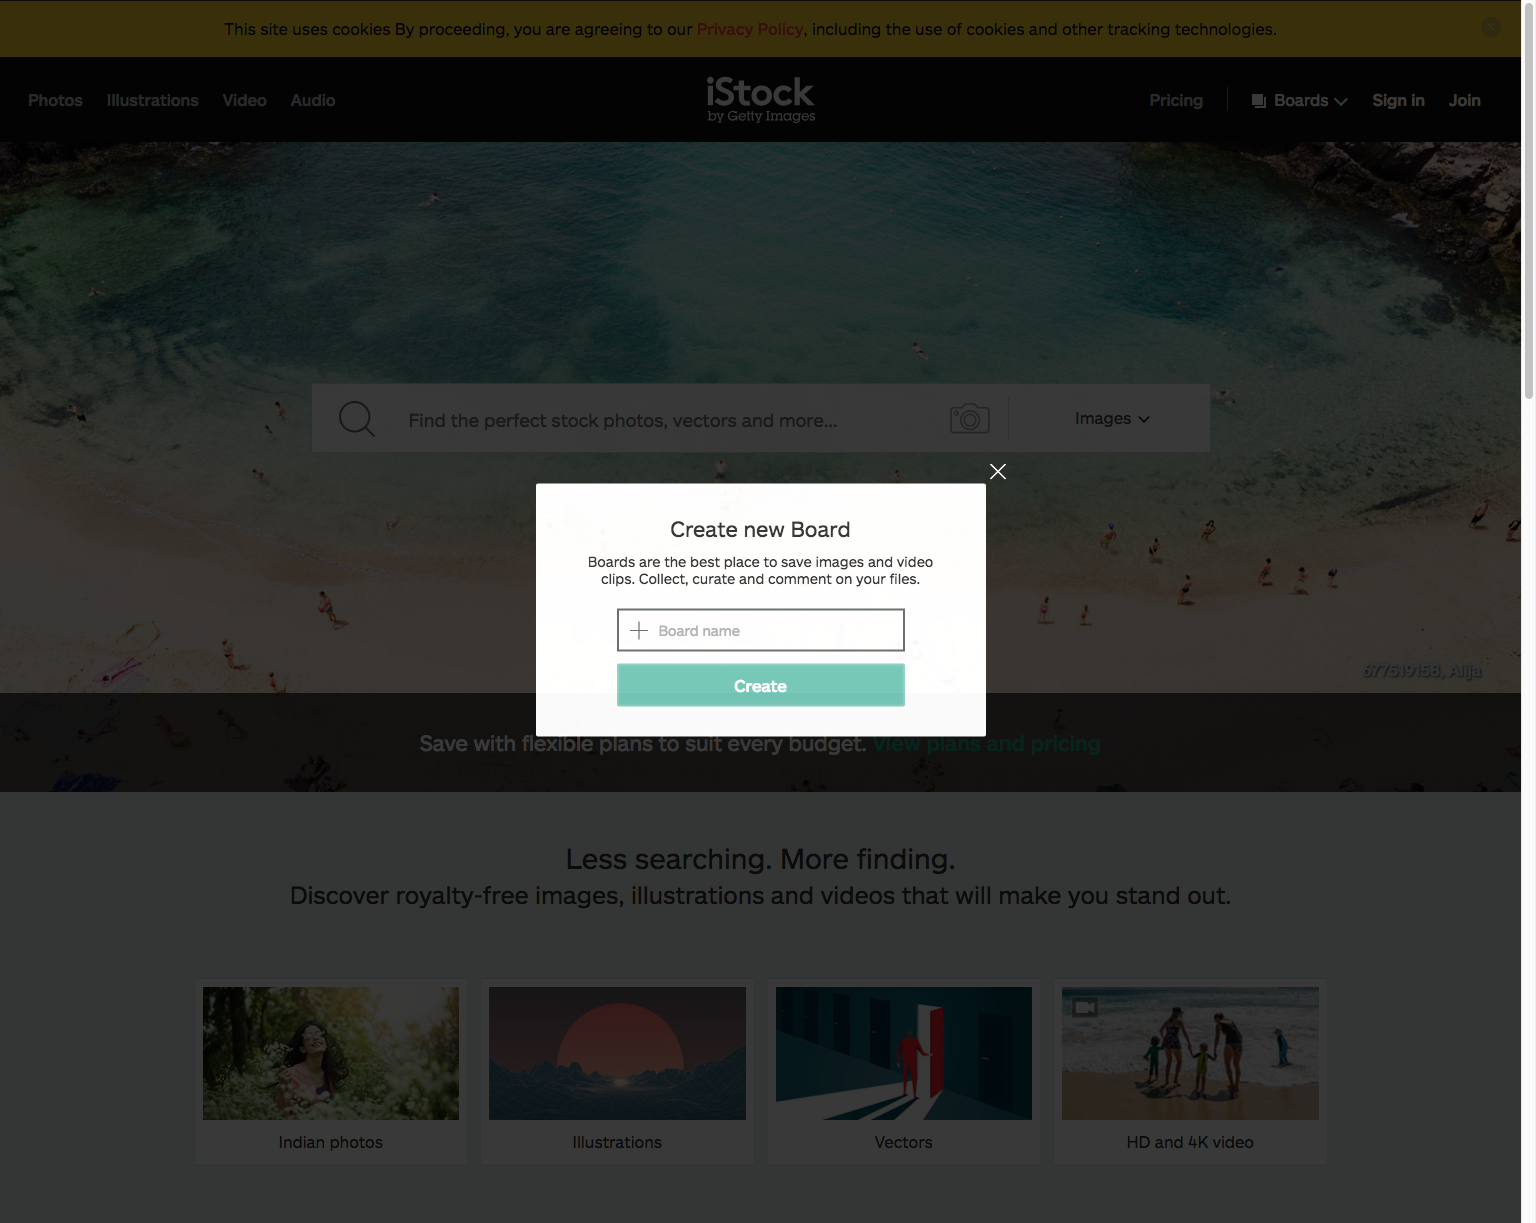 This site uses cookies By proceeding, you are agreeing to our Privacy Policy, including the use of cookies and other tracking technologies.
Photos Illustrations Video Audio
iStock
by Getty Images
Pricing Boards Sign in Join
Find the perfect stock photos, vectors and more...
Images
Create new Board
Boards are the best place to save images and video
clips. Collect, curate and comment on your files.
Board name
Create
677519158, Alija
Save with flexible plans to suit every budget. View plans and pricing
Less searching. More finding.
Discover royalty-free images, illustrations and videos that will make you stand out.
Indian photos
Illustrations
Vectors
HD and 4K video